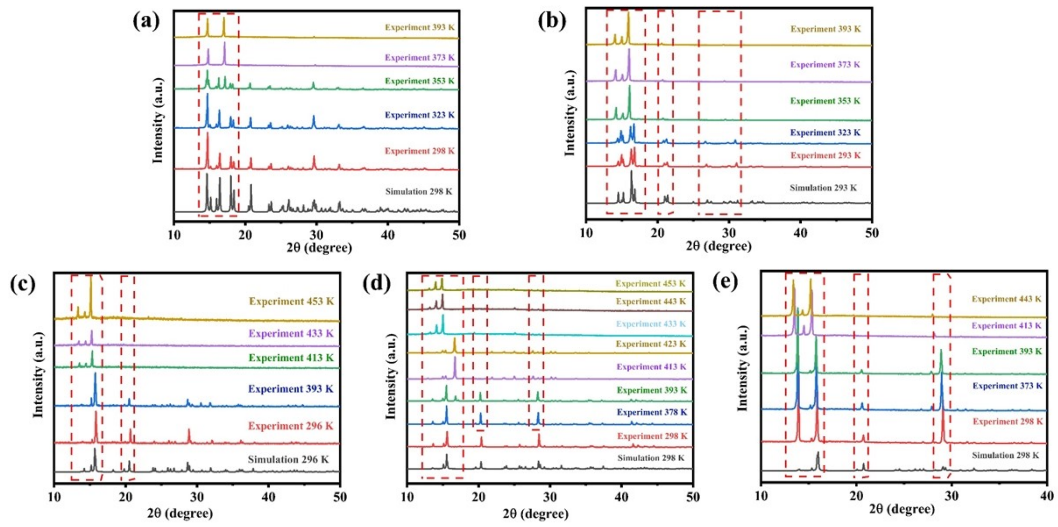 (a)
Experiment 393 K
Experiment 373 K
Experiment 353 K
Experiment 323 K
Experiment 298 K
Simulation 298 K
Intensity (a.u.)
10 20 30 40 50
2θ (degree)
(b)
Experiment 393 K
Experiment 373 K
Experiment 353 K
Experiment 323 K
Experiment 293 K
Simulation 293 K
Intensity (a.u.)
10 20 30 40 50
2θ (degree)
(c)
Experiment 453 K
Experiment 433 K
Experiment 413 K
Experiment 393 K
Experiment 296 K
Simulation 296 K
Intensity (a.u.)
10 20 30 40 50
2θ (degree)
(d)
Experiment 453 K
Experiment 443 K
Experiment 433 K
Experiment 423 K
Experiment 413 K
Experiment 393 K
Experiment 378 K
Experiment 298 K
Simulation 298 K
Intensity (a.u.)
10 20 30 40 50
2θ (degree)
(e)
Experiment 443 K
Experiment 413 K
Experiment 393 K
Experiment 373 K
Experiment 298 K
Simulation 298 K
Intensity (a.u.)
10 20 30 40
2θ (degree)